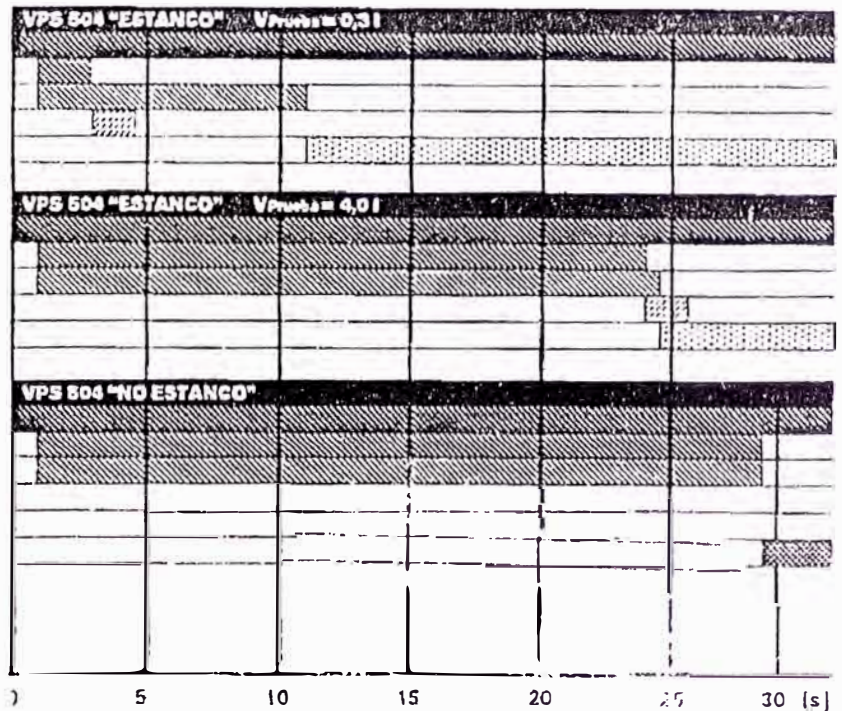 VPS 504 "ESTANCO" VPrueba = 0,3 l
VPS 504 "ESTANCO" VPrueba = 4,0 l
VPS 504 "NO ESTANCO"
5 10 15 20 25 30 [s]